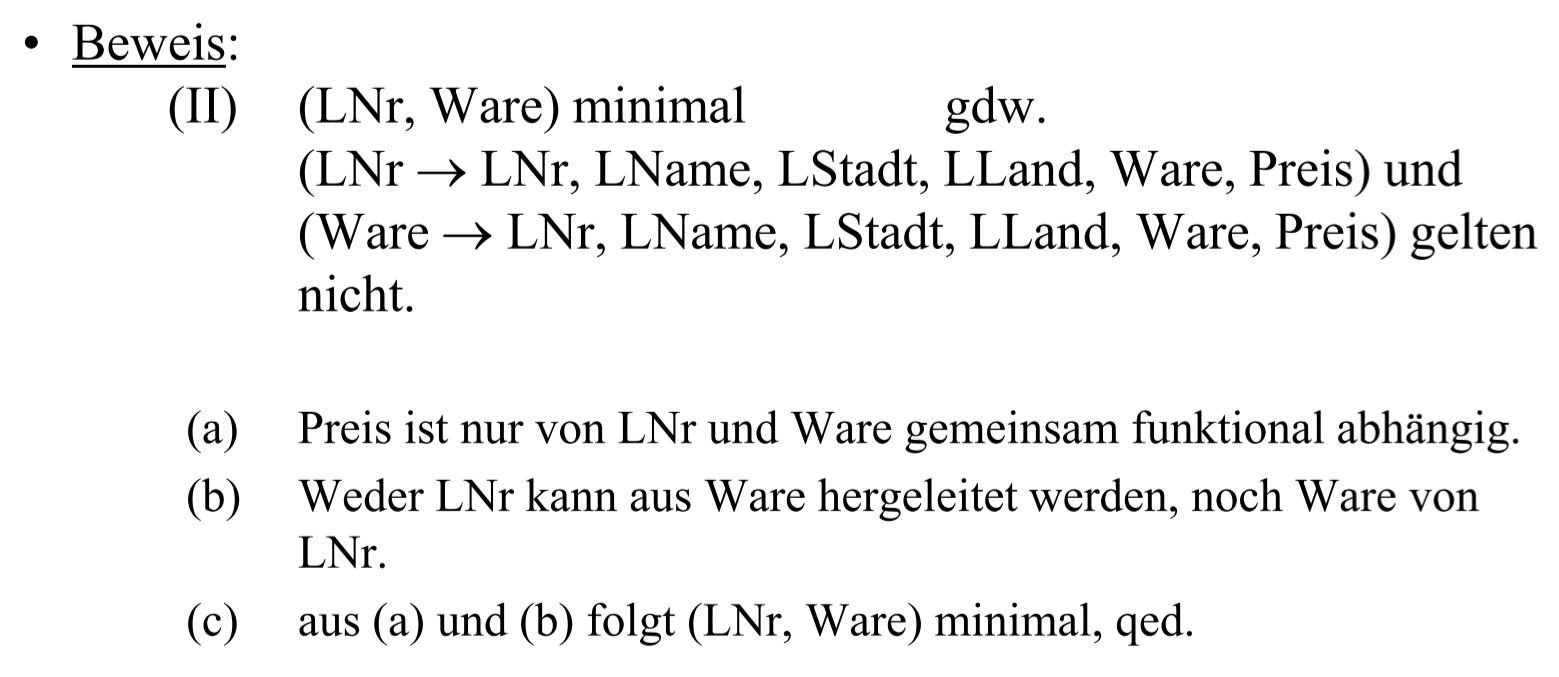 • Beweis:
(II) (LNr, Ware) minimal gdw.
(LNr → LNr, LName, LStadt, LLand, Ware, Preis) und
(Ware → LNr, LName, LStadt, LLand, Ware, Preis) gelten
nicht.
(a) Preis ist nur von LNr und Ware gemeinsam funktional abhängig.
(b) Weder LNr kann aus Ware hergeleitet werden, noch Ware von
LNr.
(c) aus (a) und (b) folgt (LNr, Ware) minimal, qed.